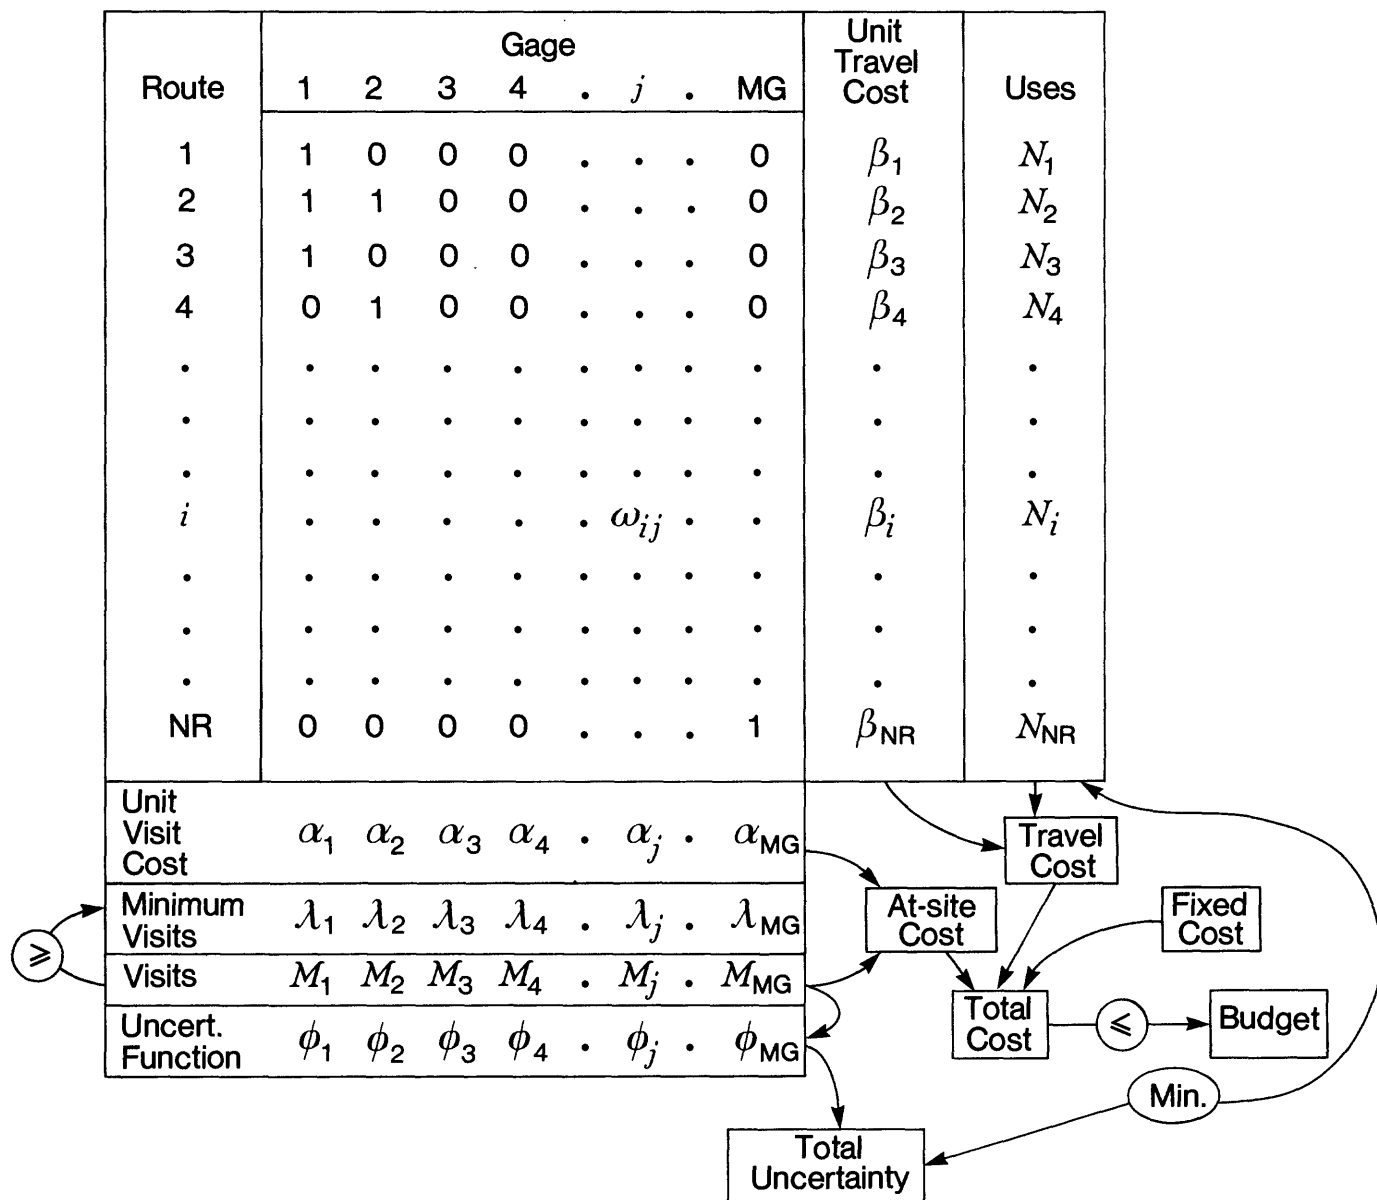 Route Gage Unit Travel Cost Uses
1 2 3 4 . j . MG
1 1 0 0 0 . . . 0 β1 N1
2 1 1 0 0 . . . 0 β2 N2
3 1 0 0 0 . . . 0 β3 N3
4 0 1 0 0 . . . 0 β4 N4
. . . . . . . . . . .
. . . . . . . . . . .
. . . . . . . . . . .
i . . . . . ωij . . βi Ni
. . . . . . . . . . .
. . . . . . . . . . .
. . . . . . . . . . .
NR 0 0 0 0 . . . 1 βNR NNR
Unit
Visit
Cost
α1 α2 α3 α4 . αj . αMG
Minimum
Visits
λ1 λ2 λ3 λ4 . λj . λMG
Visits M1 M2 M3 M4 . Mj . MMG
Uncert.
Function
ϕ1 ϕ2 ϕ3 ϕ4 . ϕj . ϕMG
⩾
Travel
Cost
At-site
Cost
Fixed
Cost
Total
Cost
⩽
Budget
Min.
Total
Uncertainty